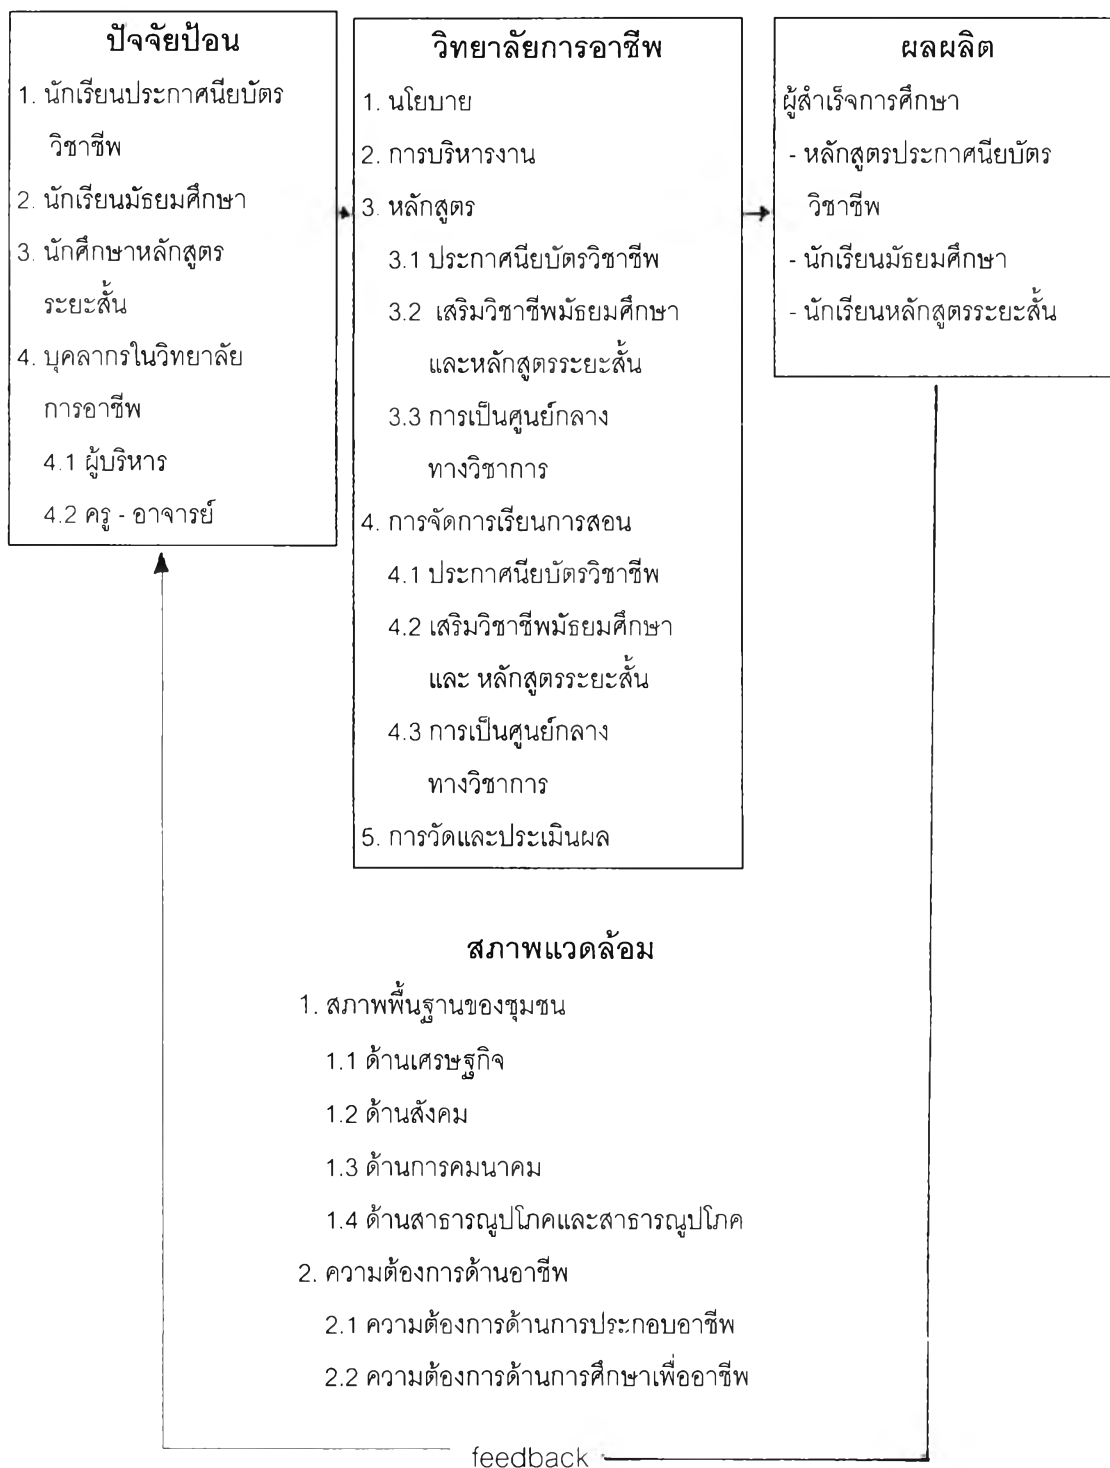 ปัจจัยป้อน
1. นักเรียนประกาศนียบัตร
วิชาชีพ
2. นักเรียนมัธยมศึกษา
3. นักศึกษาหลักสูตร
ระยะสั้น
4. บุคลากรในวิทยาลัย
การอาชีพ
4.1 ผู้บริหาร
4.2 ครู - อาจารย์
วิทยาลัยการอาชีพ
1. นโยบาย
2. การบริหารงาน
3. หลักสูตร
3.1 ประกาศนียบัตรวิชาชีพ
3.2 เสริมวิชาชีพมัธยมศึกษา
และหลักสูตรระยะสั้น
3.3 การเป็นศูนย์กลาง
ทางวิชาการ
4. การจัดการเรียนการสอน
4.1 ประกาศนียบัตรวิชาชีพ
4.2 เสริมวิชาชีพมัธยมศึกษา
และ หลักสูตรระยะสั้น
4.3 การเป็นศูนย์กลาง
ทางวิชาการ
5. การวัดและประเมินผล
ผลผลิต
ผู้สำเร็จการศึกษา
- หลักสูตรประกาศนียบัตร
วิชาชีพ
- นักเรียนมัธยมศึกษา
- นักเรียนหลักสูตรระยะสั้น
สภาพแวดล้อม
1. สภาพพื้นฐานของชุมชน
1.1 ด้านเศรษฐกิจ
1.2 ด้านสังคม
1.3 ด้านการคมนาคม
1.4 ด้านสาธารณูปโภคและสาธารณูปโภค
2. ความต้องการด้านอาชีพ
2.1 ความต้องการด้านการประกอบอาชีพ
2.2 ความต้องการด้านการศึกษาเพื่ออาชีพ
feedback